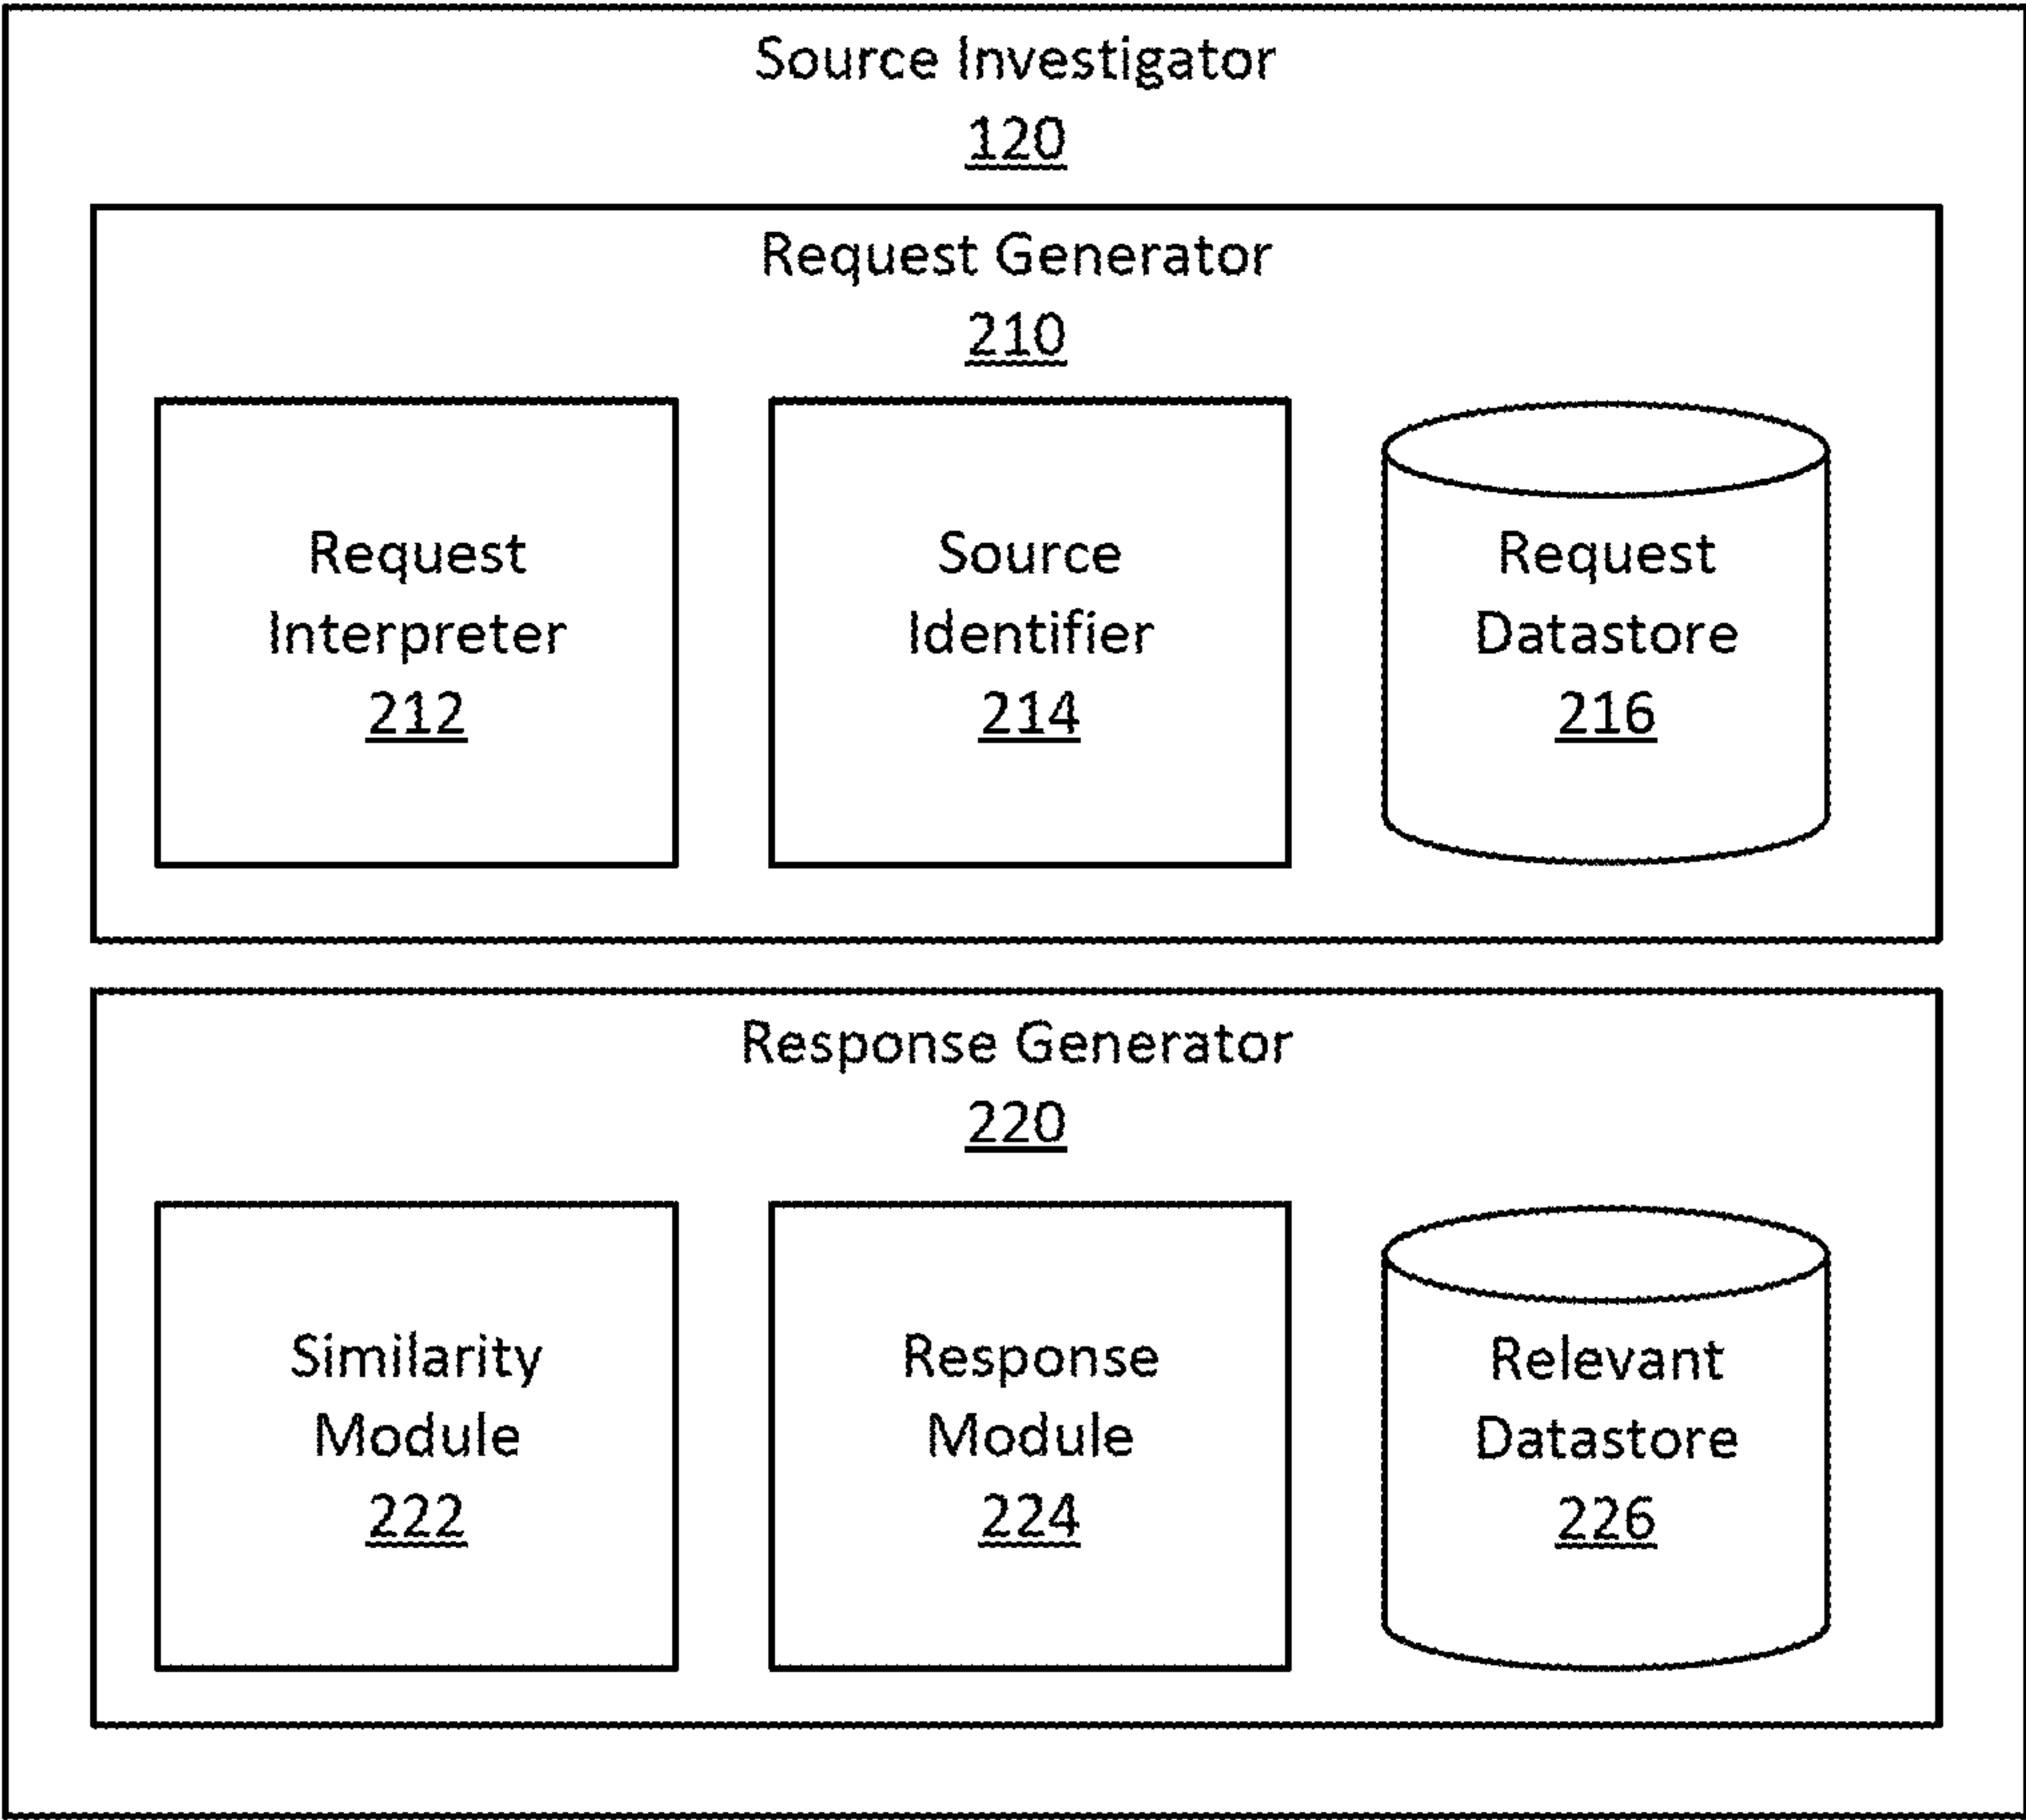 Source Investigator
120
Request Generator
210
Request
Interpreter
212
Source
Identifier
214
Request
Datastore
216
Response Generator
220
Similarity
Module
222
Response
Module
224
Relevant
Datastore
226